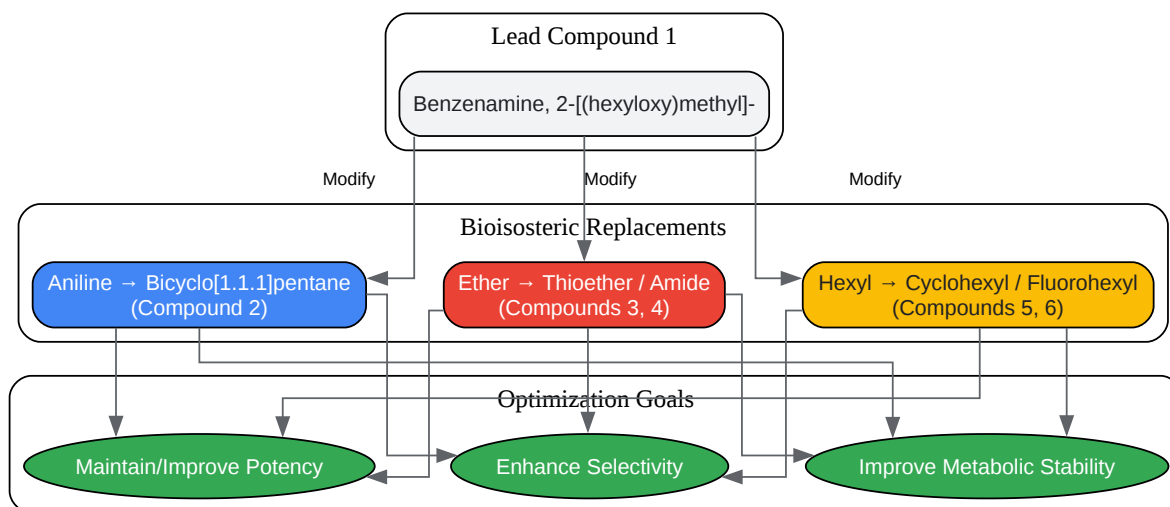 Lead Compound 1
Benzenamine, 2-[(hexyloxy)methyl]-
Modify
Modify
Modify
Bioisosteric Replacements
Aniline → Bicyclo[1.1.1]pentane
(Compound 2)
Ether → Thioether / Amide
(Compounds 3, 4)
Hexyl → Cyclohexyl / Fluorohexyl
(Compounds 5, 6)
Optimization Goals
Maintain/Improve Potency
Enhance Selectivity
Improve Metabolic Stability